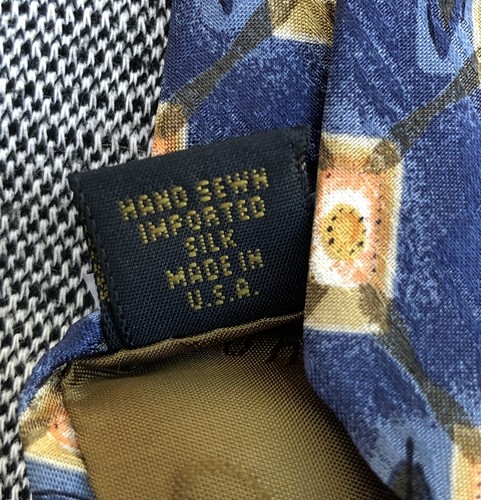 HAND SEWN
IMPORTED
SILK
MADE IN
U.S.A.